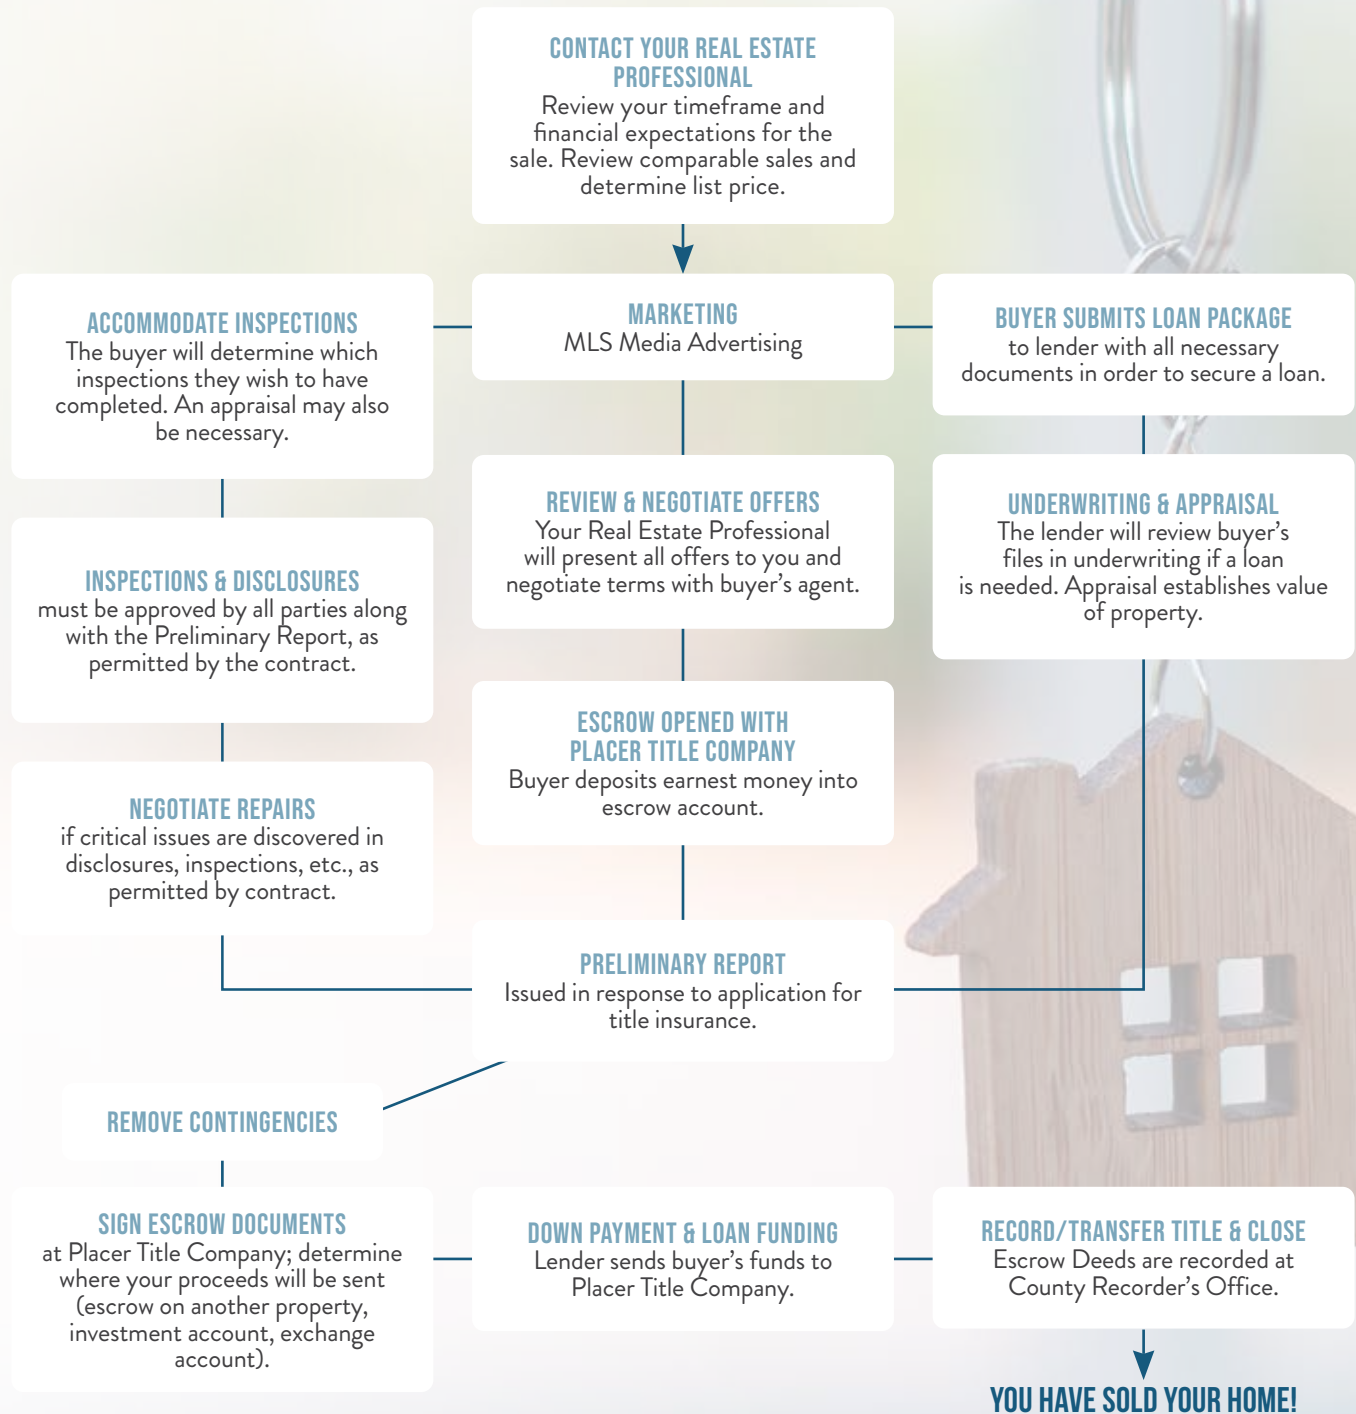 CONTACT YOUR REAL ESTATE
PROFESSIONAL
Review your timeframe and
financial expectations for the
sale. Review comparable sales and
determine list price.
ACCOMMODATE INSPECTIONS
The buyer will determine which
inspections they wish to have
completed. An appraisal may also
be necessary.
MARKETING
MLS Media Advertising
BUYER SUBMITS LOAN PACKAGE
to lender with all necessary
documents in order to secure a loan.
INSPECTIONS & DISCLOSURES
must be approved by all parties along
with the Preliminary Report, as
permitted by the contract.
REVIEW & NEGOTIATE OFFERS
Your Real Estate Professional
will present all offers to you and
negotiate terms with buyer's agent.
UNDERWRITING & APPRAISAL
The lender will review buyer's
files in underwriting if a loan
is needed. Appraisal establishes value
of property.
NEGOTIATE REPAIRS
if critical issues are discovered in
disclosures, inspections, etc., as
permitted by contract.
ESCROW OPENED WITH
PLACER TITLE COMPANY
Buyer deposits earnest money into
escrow account.
PRELIMINARY REPORT
Issued in response to application for
title insurance.
REMOVE CONTINGENCIES
SIGN ESCROW DOCUMENTS
at Placer Title Company; determine
where your proceeds will be sent
(escrow on another property,
investment account, exchange
account).
DOWN PAYMENT & LOAN FUNDING
Lender sends buyer's funds to
Placer Title Company.
RECORD/TRANSFER TITLE & CLOSE
Escrow Deeds are recorded at
County Recorder's Office.
YOU HAVE SOLD YOUR HOME!